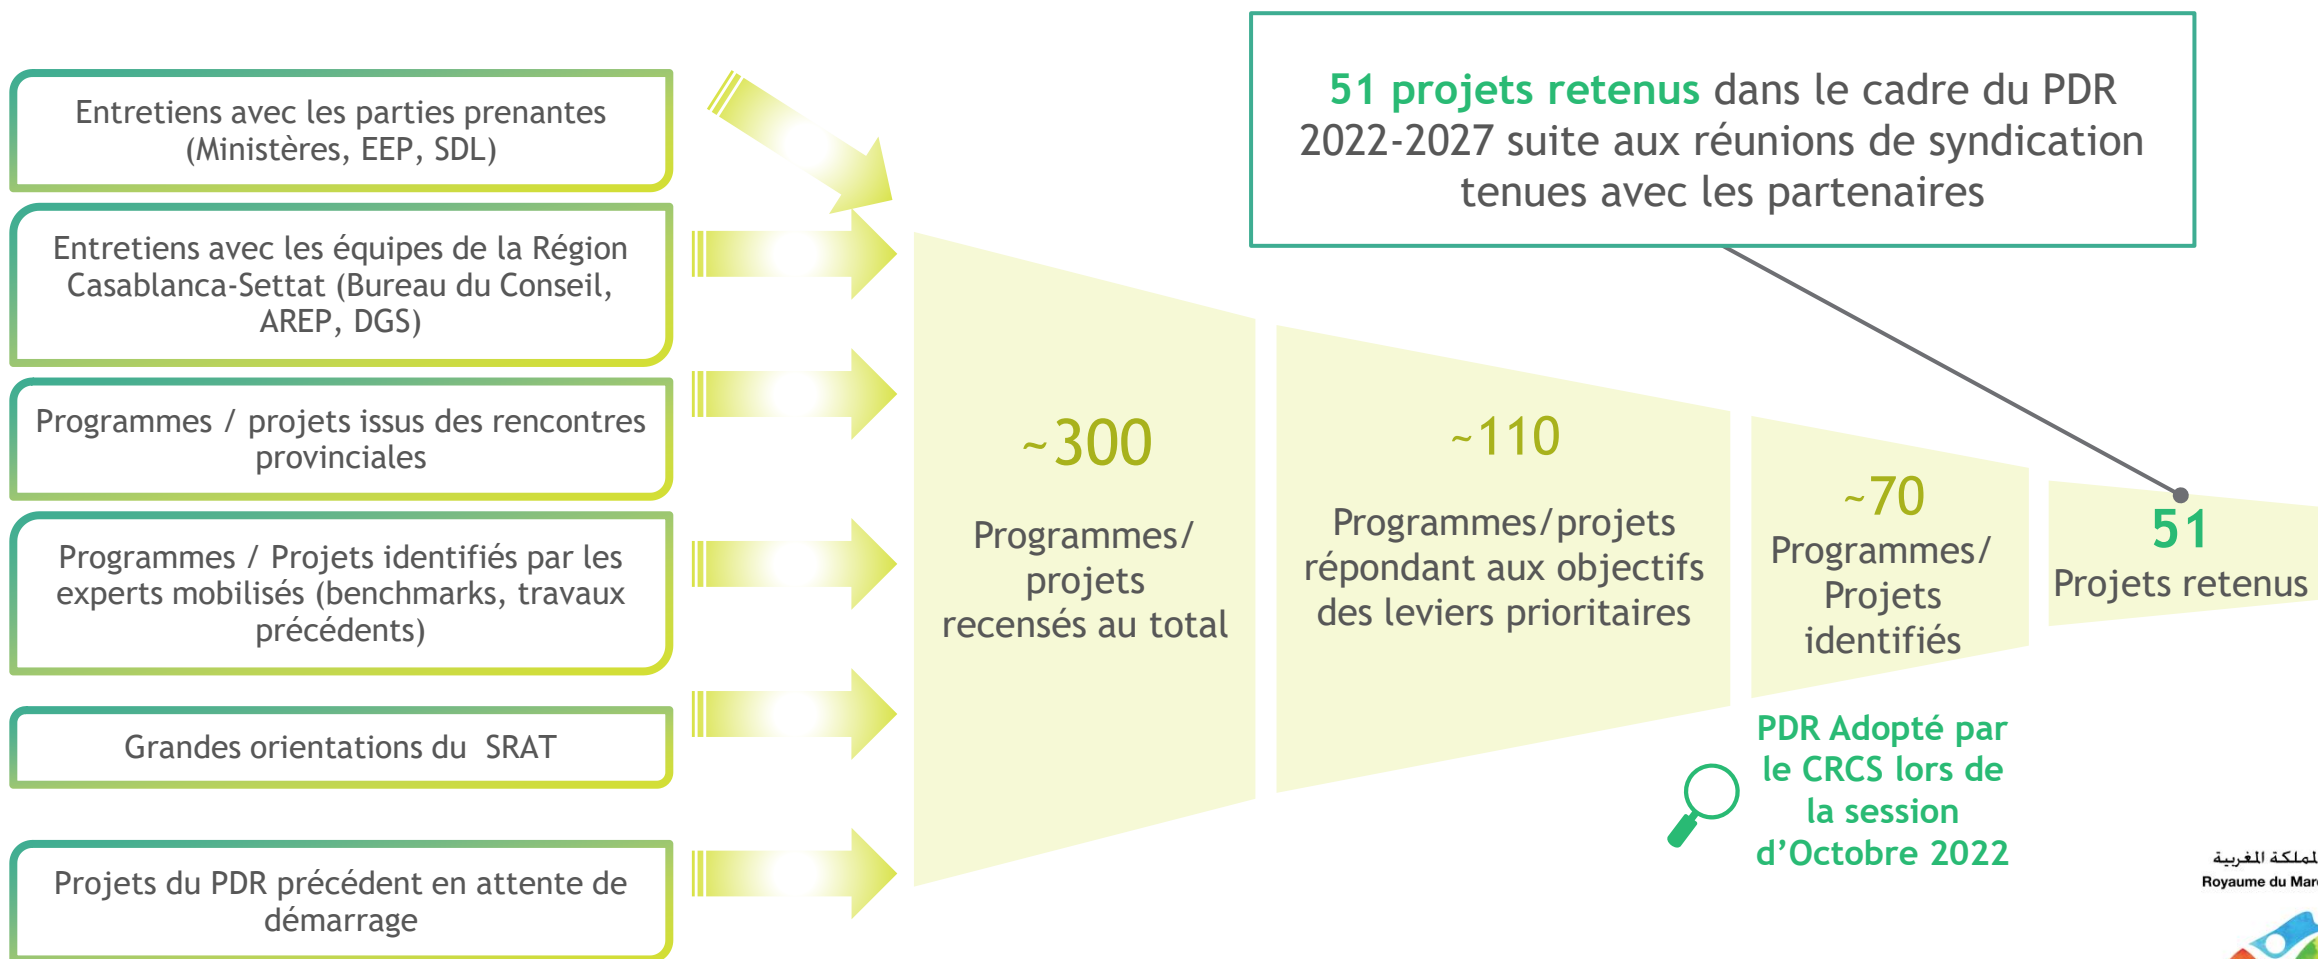 Entretiens avec les parties prenantes
(Ministères, EEP, SDL)
Entretiens avec les équipes de la Région
Casablanca-Settat (Bureau du Conseil,
AREP, DGS)
Programmes / projets issus des rencontres
provinciales
Programmes / Projets identifiés par les
experts mobilisés (benchmarks, travaux
précédents)
Grandes orientations du SRAT
Projets du PDR précédent en attente de
démarrage
51 projets retenus dans le cadre du PDR
2022-2027 suite aux réunions de syndication
tenues avec les partenaires
~300
Programmes/
projets
recensés au total
~110
Programmes/projets
répondant aux objectifs
des leviers prioritaires
~70
Programmes/
Projets
identifiés
51
Projets retenus
PDR Adopté par
le CRCS lors de
la session
d’Octobre 2022
المملكة المغربية
Royaume du Mar